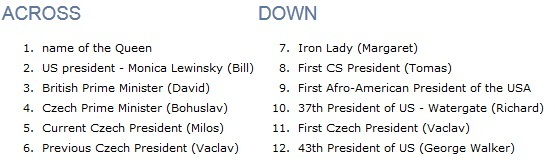 ACROSS
1. name of the Queen
2. US president - Monica Lewinsky (Bill)
3. British Prime Minister (David)
4. Czech Prime Minister (Bohuslav)
5. Current Czech President (Milos)
6. Previous Czech President (Vaclav)
DOWN
7. Iron Lady (Margaret)
8. First CS President (Tomas)
9. First Afro-American President of the USA
10. 37th President of US - Watergate (Richard)
11. First Czech President (Vaclav)
12. 43th President of US (George Walker)